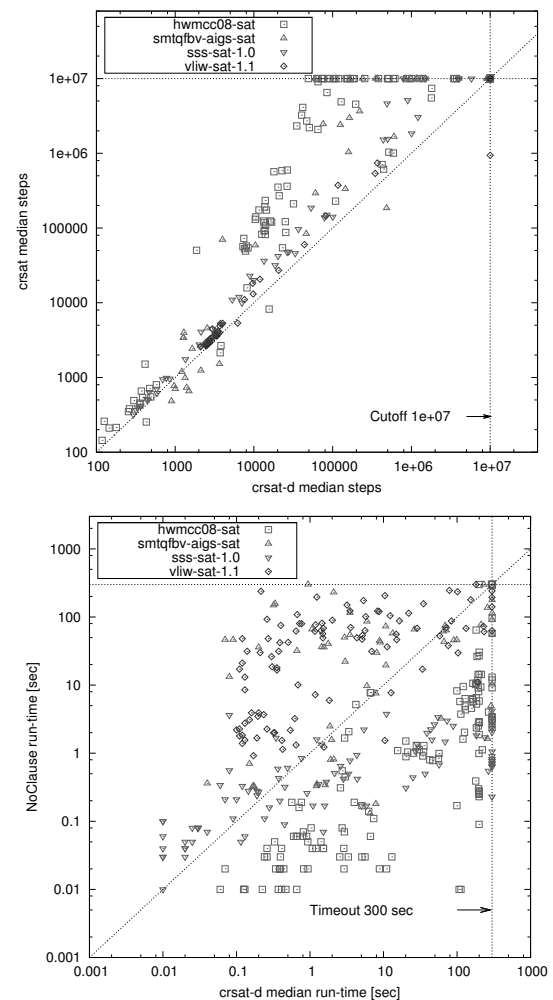 hwmcc08-sat
smtqfbv-aigs-sat
sss-sat-1.0
vliw-sat-1.1
1e+07
1e+06
100000
10000
1000
100
crsat median steps
Cutoff 1e+07
100 1000 10000 100000 1e+06 1e+07
crsat-d median steps
hwmcc08-sat
smtqfbv-aigs-sat
sss-sat-1.0
vliw-sat-1.1
1000
100
10
1
0.1
0.01
0.001
NoClause run-time [sec]
Timeout 300 sec
0.001 0.01 0.1 1 10 100 1000
crsat-d median run-time [sec]